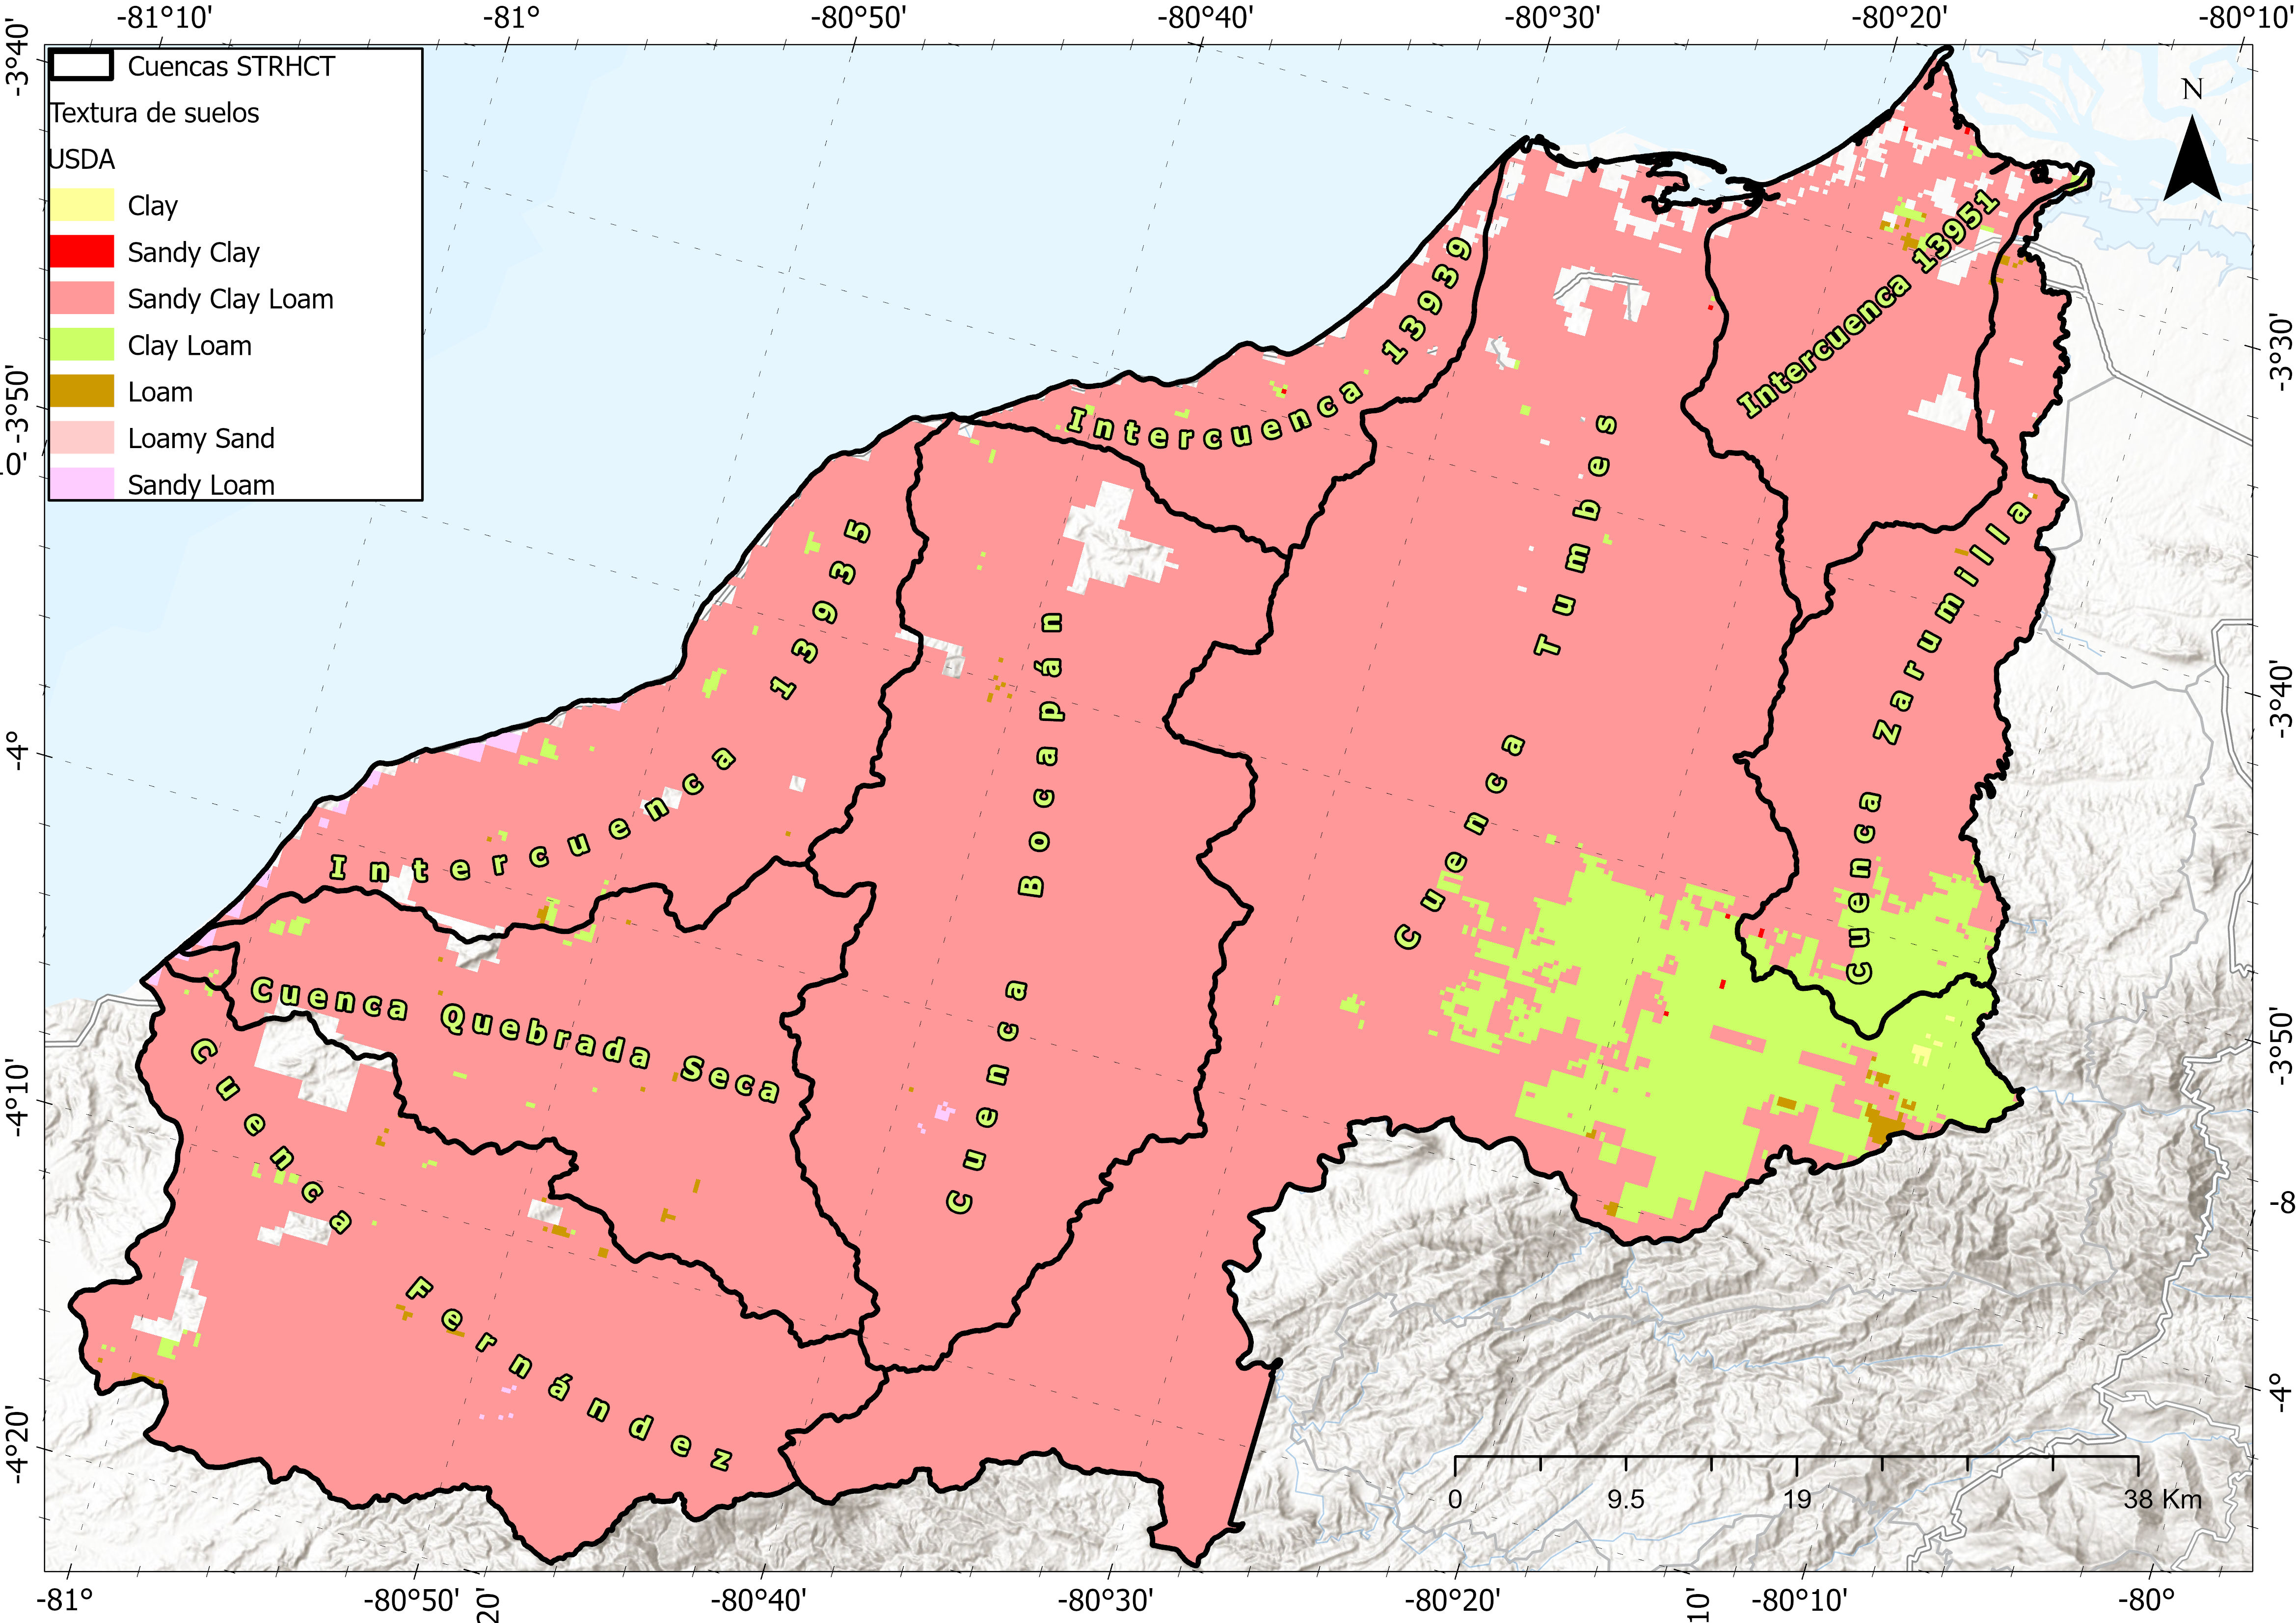 -81°10'
-81°
-80°50'
-80°40'
-80°30'
-80°20'
-80°10'
-3°40'
-3°50'
-4°
-4°10'
-4°20'
Cuencas STRHCT
Textura de suelos
USDA
Clay
Sandy Clay
Sandy Clay Loam
Clay Loam
Loam
Loamy Sand
Sandy Loam
N
Intercuenca 13951
Intercuenca 13939
Intercuenca 13935
Cuenca Bocapán
Cuenca Tumbes
Cuenca Zarumilla
Cuenca Quebrada Seca
Cuenca Fernández
-3°30'
-3°40'
-3°50'
-4°
0 9.5 19 38 Km
-81°
-80°50'
20'
-80°40'
-80°30'
-80°20'
10'
-80°10'
-80°